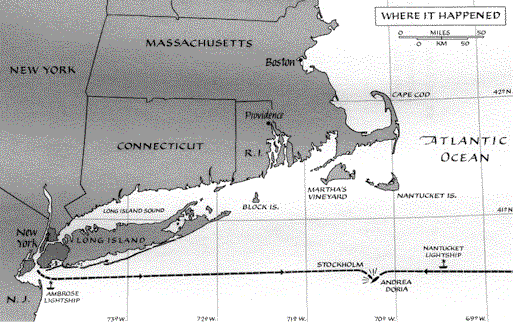 WHERE IT HAPPENED
0 MILES 50
0 KM 50
MASSACHUSETTS
Boston
NEW YORK
42°N
CAPE COD
Providence
CONNECTICUT
R.I.
ATLANTIC
OCEAN
MARTHA'S
VINEYARD
NANTUCKET IS.
BLOCK IS.
LONG ISLAND SOUND
41°N
New
York
LONG ISLAND
NANTUCKET
LIGHTSHIP
STOCKHOLM
ANDREA
DORIA
AMBROSE
LIGHTSHIP
N.J.
73°W
72°W
71°W
70°W
69°W